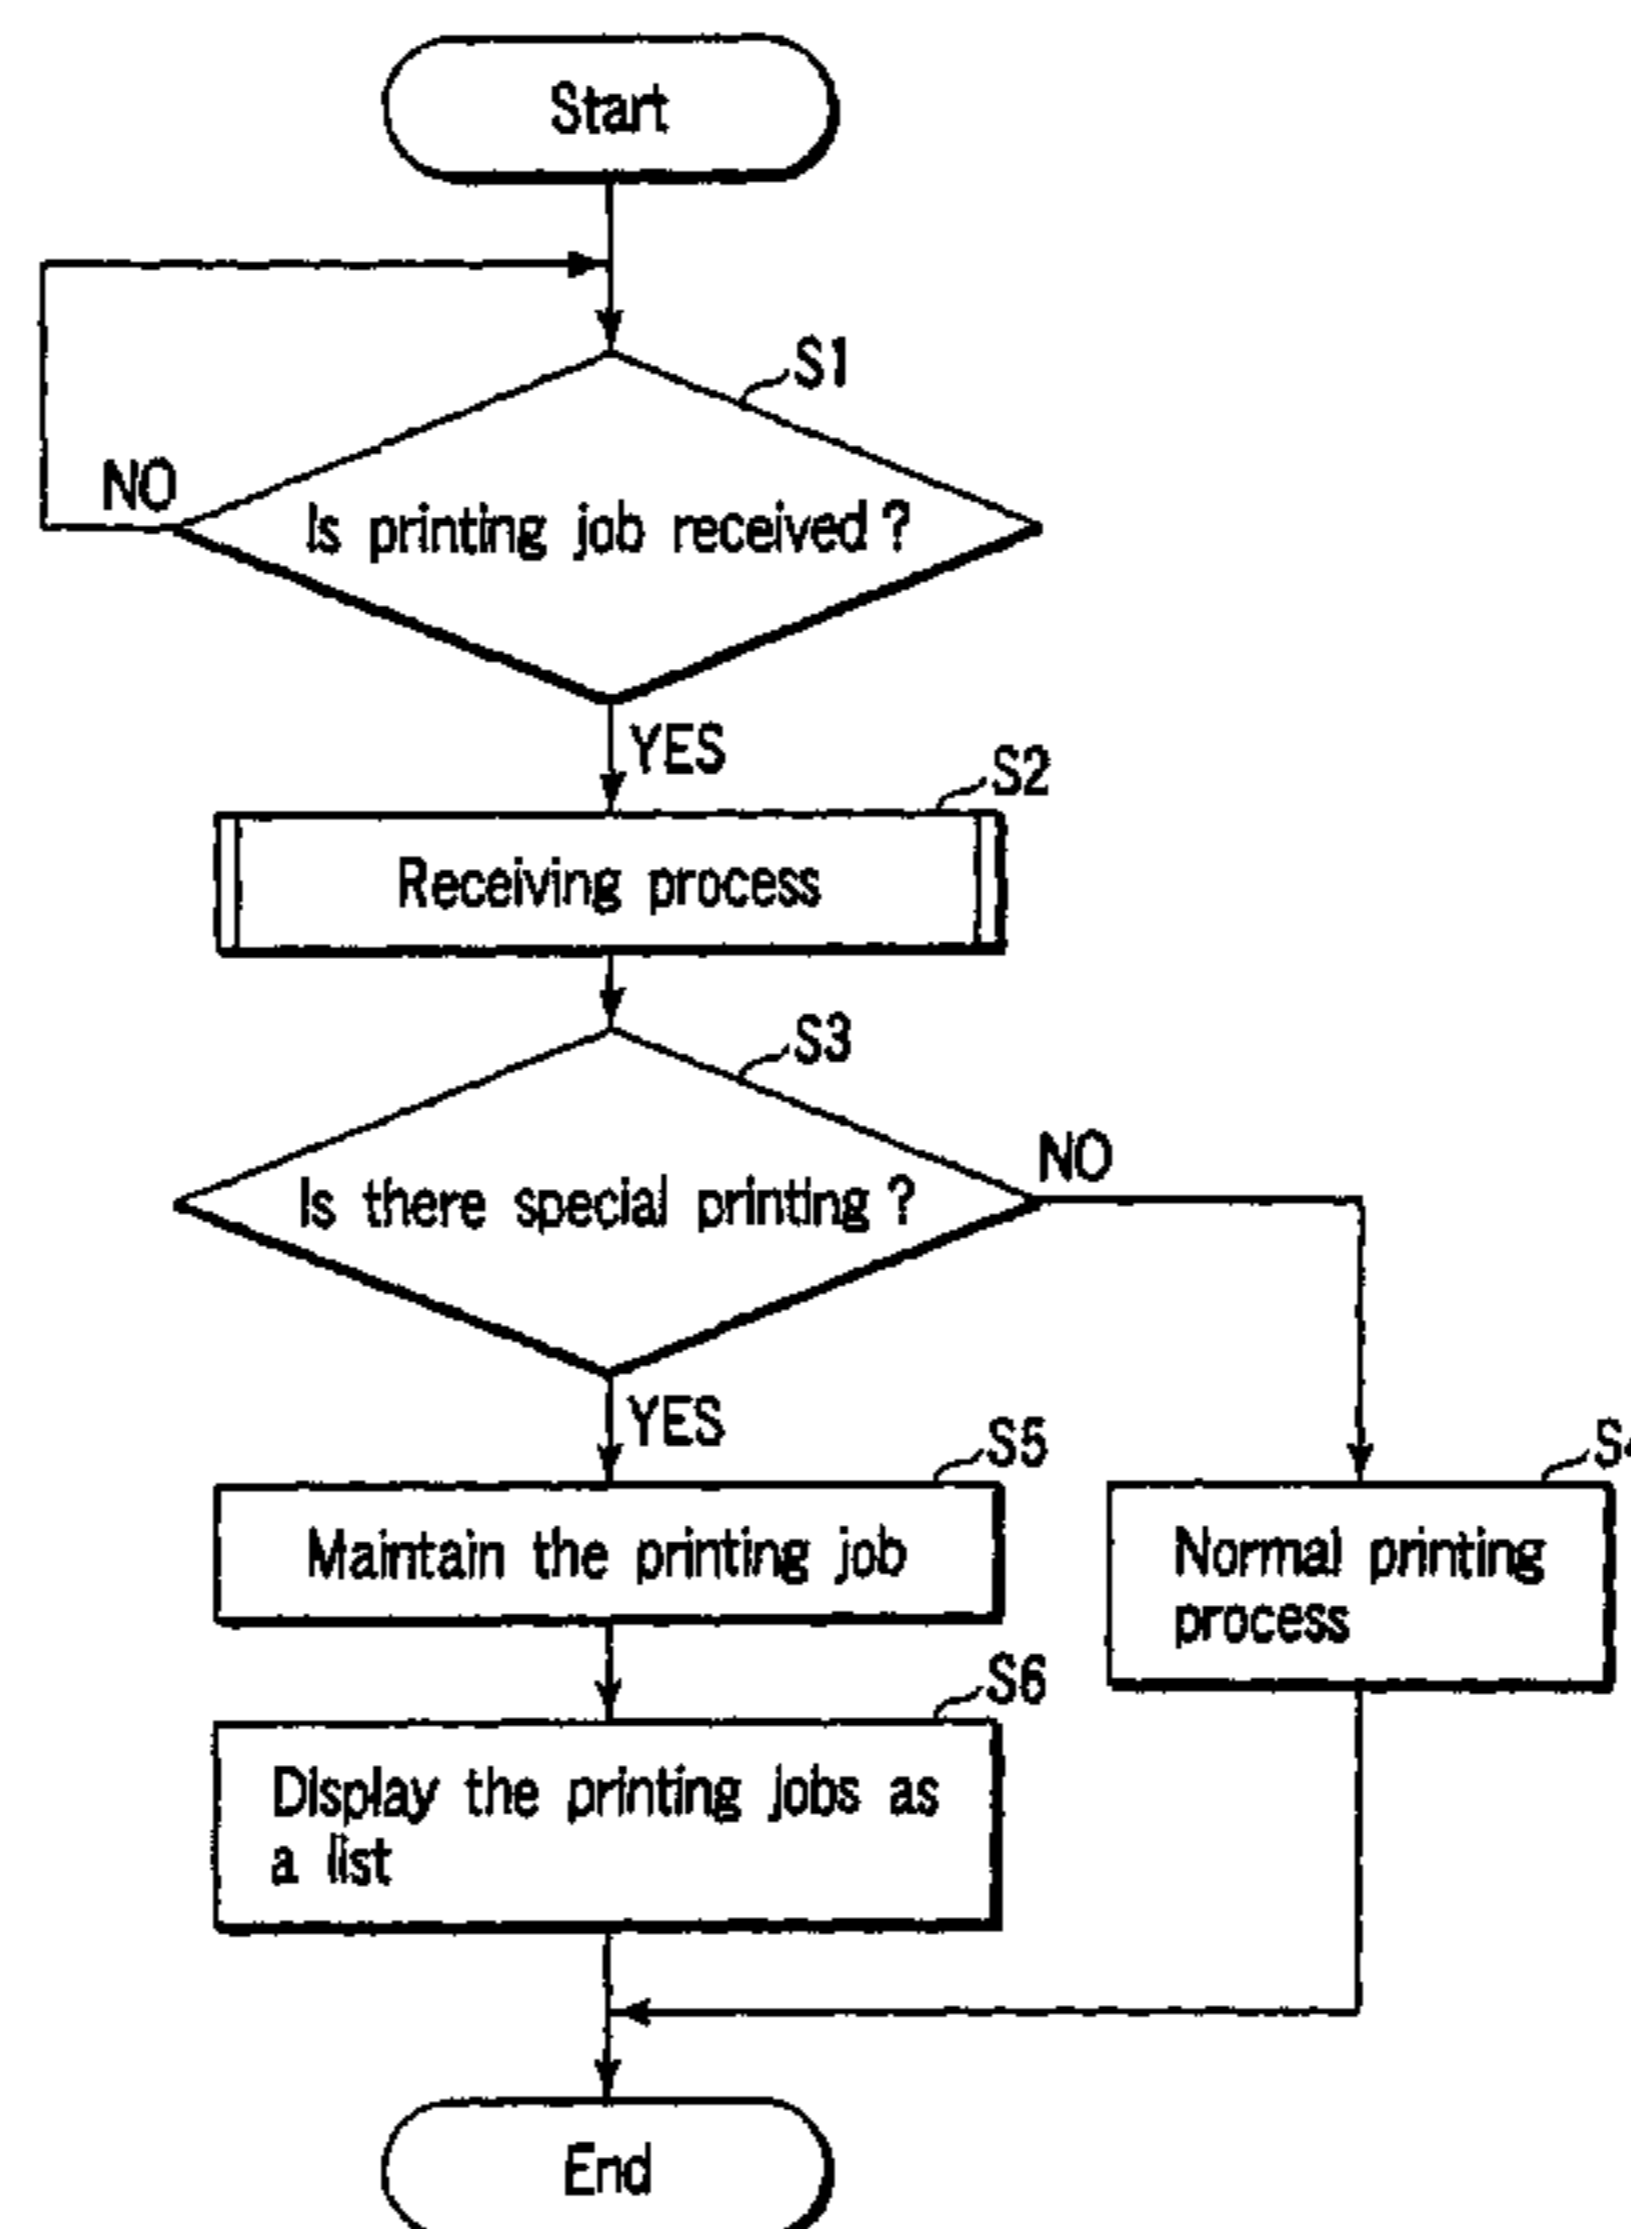 Start
S1
NO
Is printing job received ?
YES
S2
Receiving process
S3
NO
Is there special printing ?
YES
S5
Maintain the printing job
Normal printing
process
S6
Display the printing jobs as
a list
End